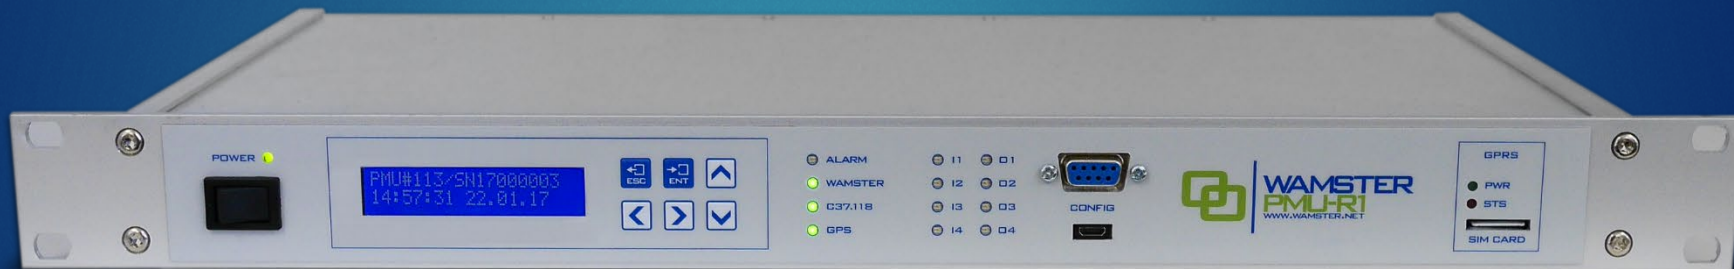 POWER
PMU#113/SN17000003
14:57:31 22.01.17
ESC
ENT
ALARM
WAMSTER
C37.118
GPS
I1 O1
I2 O2
I3 O3
I4 O4
CONFIG
WAMSTER
PMU-R1
WWW.WAMSTER.NET
GPRS
PWR
STS
SIM CARD